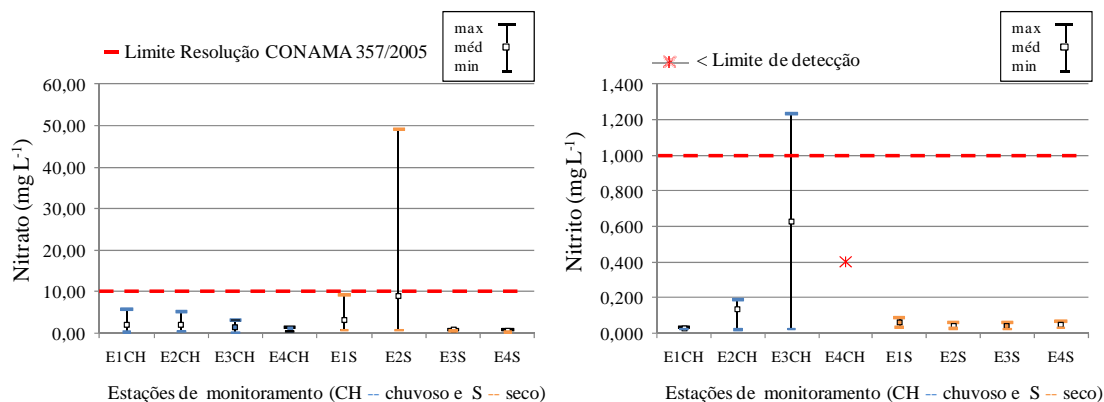 Limite Resolução CONAMA 357/2005
max
méd
min
60,00
50,00
40,00
30,00
20,00
10,00
0,00
Nitrato (mg L-1)
E1CH E2CH E3CH E4CH E1S E2S E3S E4S
Estações de monitoramento (CH -- chuvoso e S -- seco)
< Limite de detecção
max
méd
min
1,400
1,200
1,000
0,800
0,600
0,400
0,200
0,000
Nitrito (mg L-1)
E1CH E2CH E3CH E4CH E1S E2S E3S E4S
Estações de monitoramento (CH -- chuvoso e S -- seco)